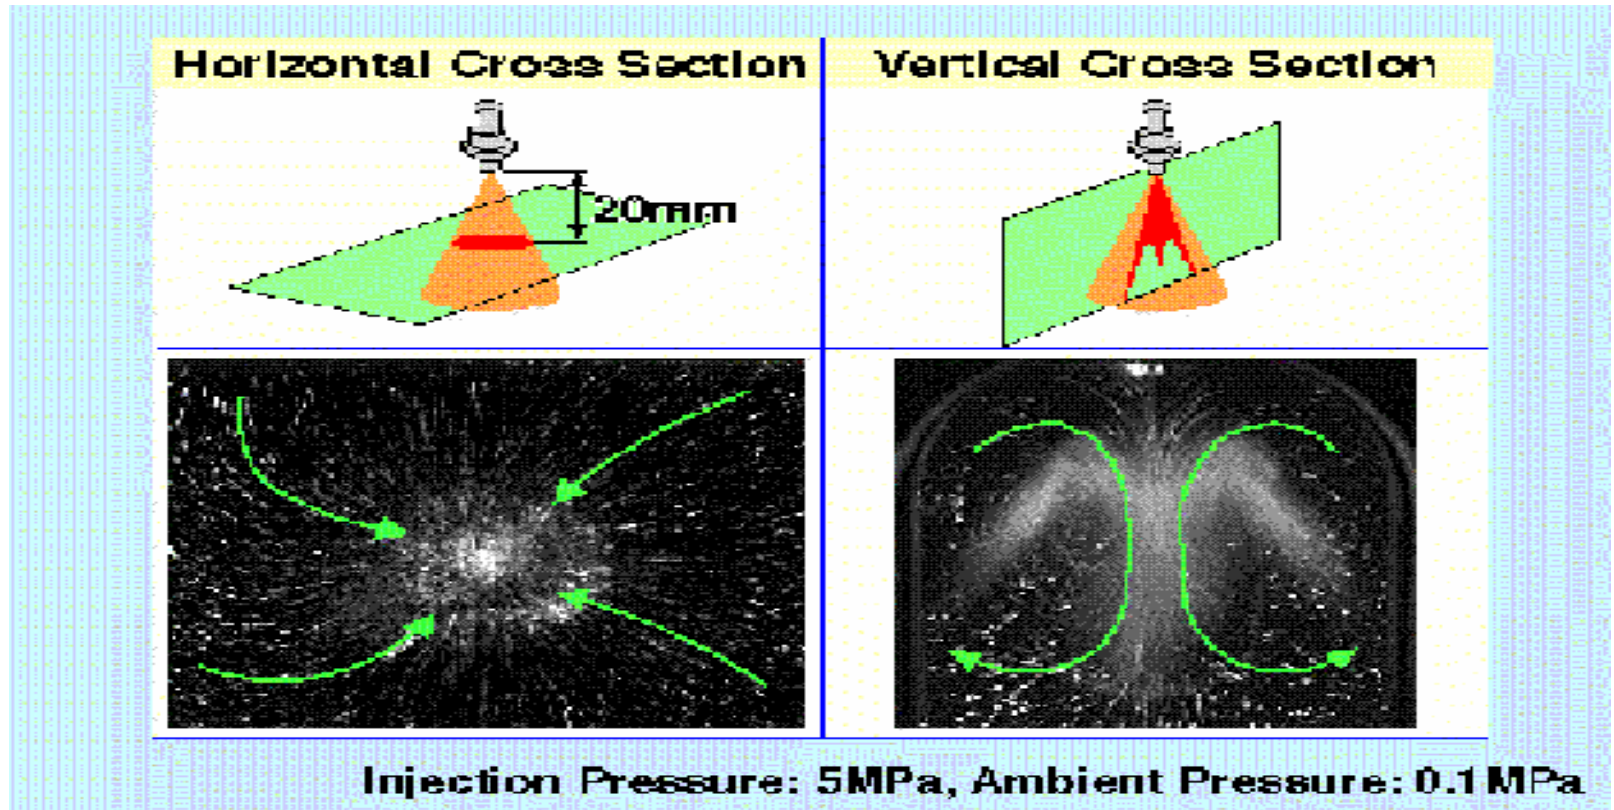 Horizontal Cross Section
Vertical Cross Section
20mm
Injection Pressure: 5MPa, Ambient Pressure: 0.1MPa